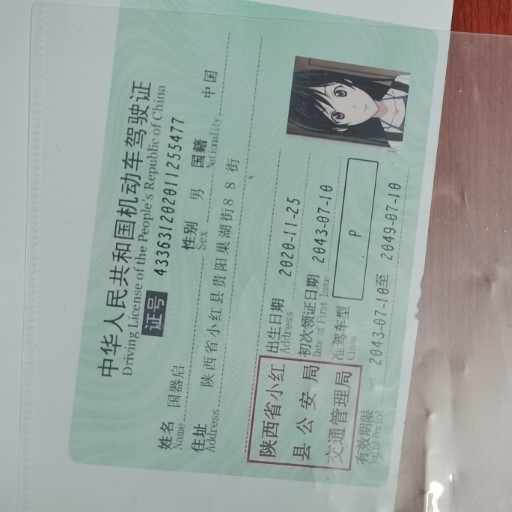 中华人民共和国机动车驾驶证
Driving License of the People's Republic of China
证号 433631202011255477
姓名 国器启 性别 男 国籍 中国
Name Sex Nationality
住址 陕西省小红县贵阳巢湖街88街
Address
陕西省小红
县公安局
交通管理局
出生日期 2020-11-25
Address
初次领证日期 2043-07-10
Date of First Issue
准驾车型 P
Class
有效期限 2043-07-10至 2049-07-10
Valid Period